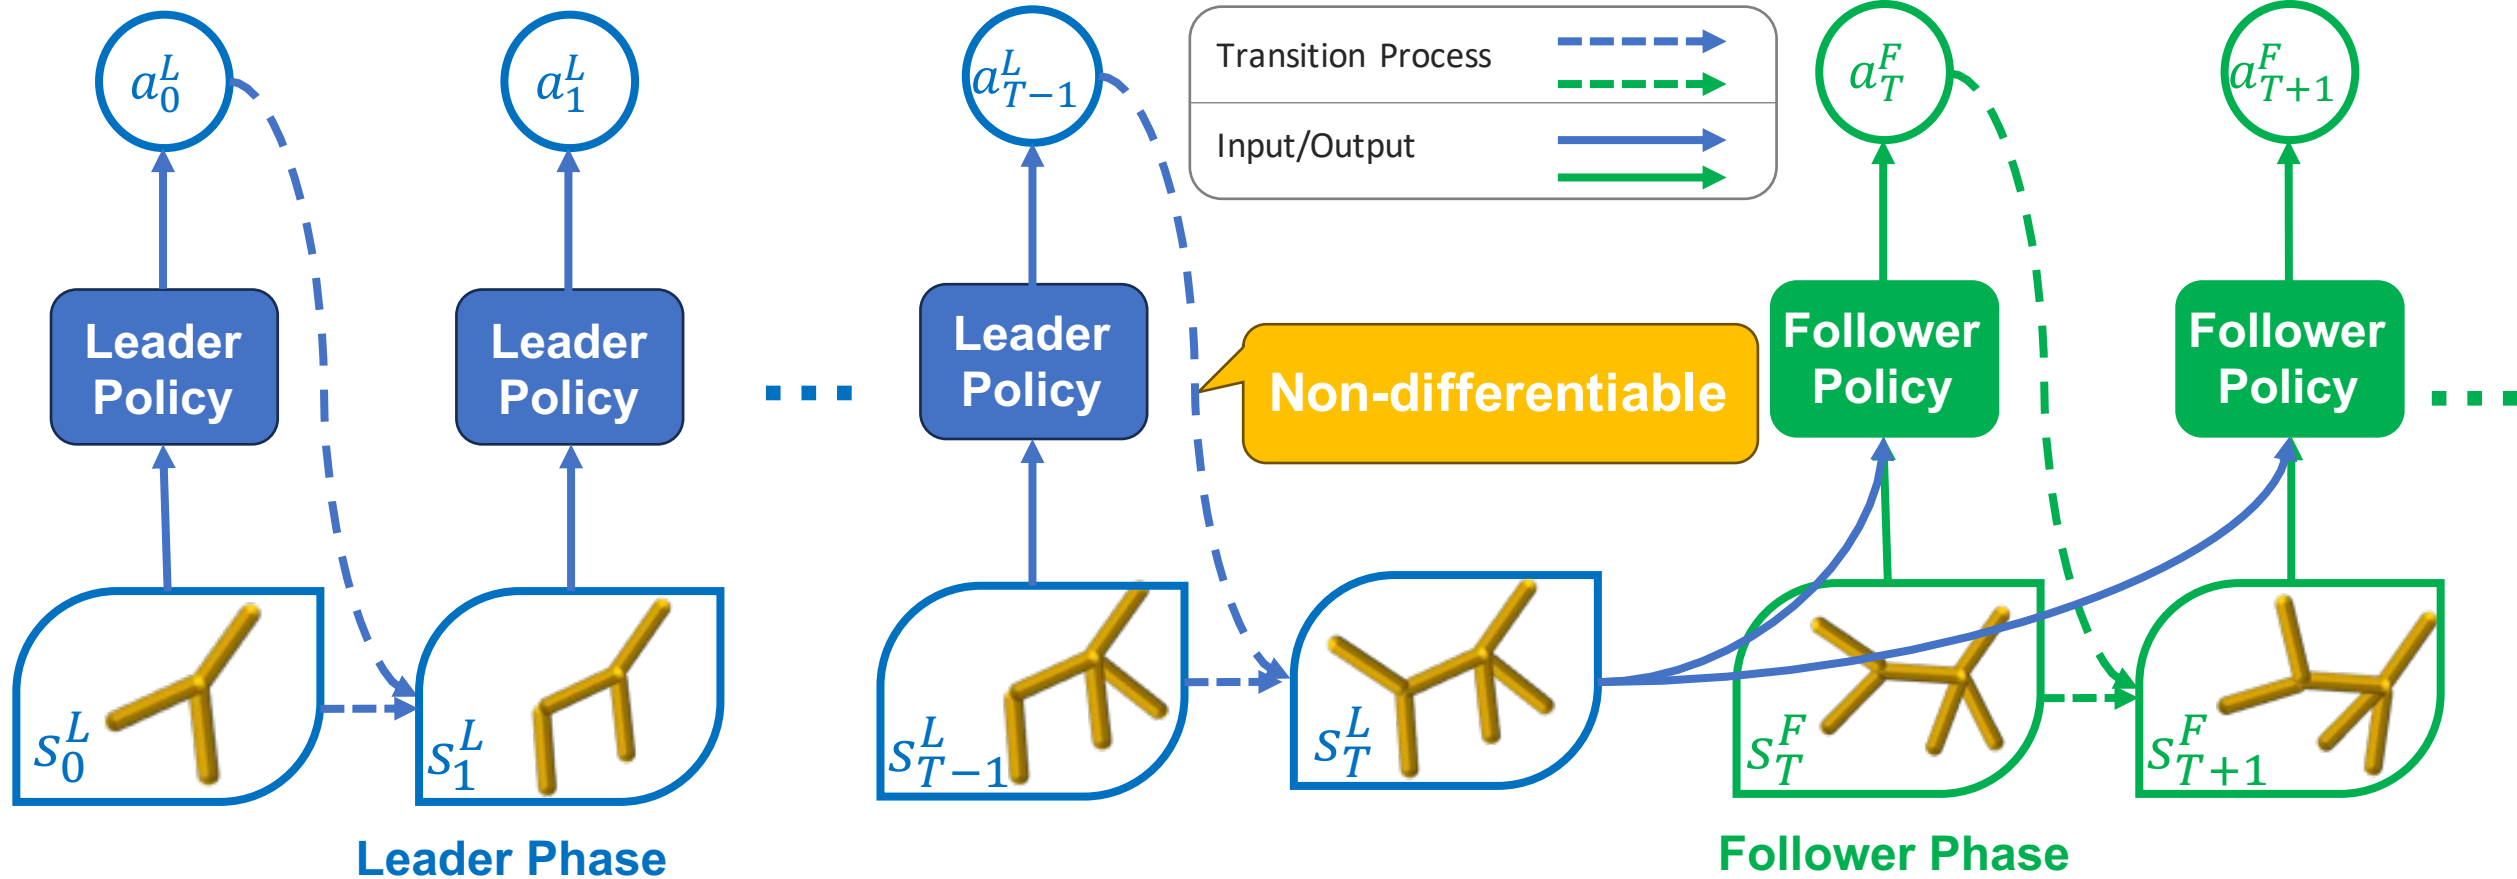 a_0^L
a_1^L
a_{T-1}^L
Transition Process
Input/Output
a_T^F
a_{T+1}^F
Leader
Policy
Leader
Policy
...
Leader
Policy
Non-differentiable
Follower
Policy
Follower
Policy
...
s_0^L
s_1^L
s_{T-1}^L
s_T^L
s_T^F
s_{T+1}^F
Leader Phase
Follower Phase